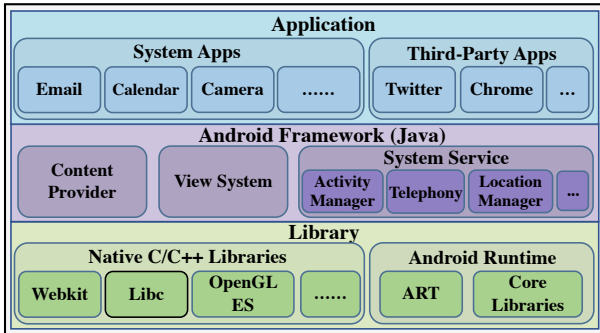 Application
System Apps
Third-Party Apps
Email
Calendar
Camera
......
Twitter
Chrome
...
Android Framework (Java)
Content
Provider
View System
System Service
Activity
Manager
Telephony
Location
Manager
...
Library
Native C/C++ Libraries
Android Runtime
Webkit
Libc
OpenGL
ES
......
ART
Core
Libraries